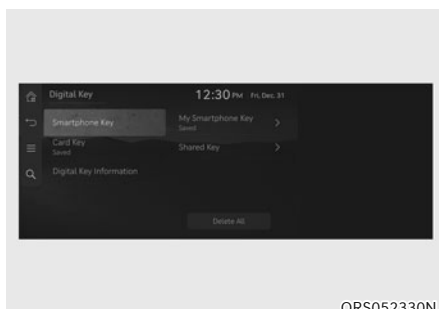 Digital Key
12:30 PM Fri, Dec. 31
Smartphone Key
My Smartphone Key
Saved
Card Key
Saved
Shared Key
Digital Key Information
Delete All
QRS052330N